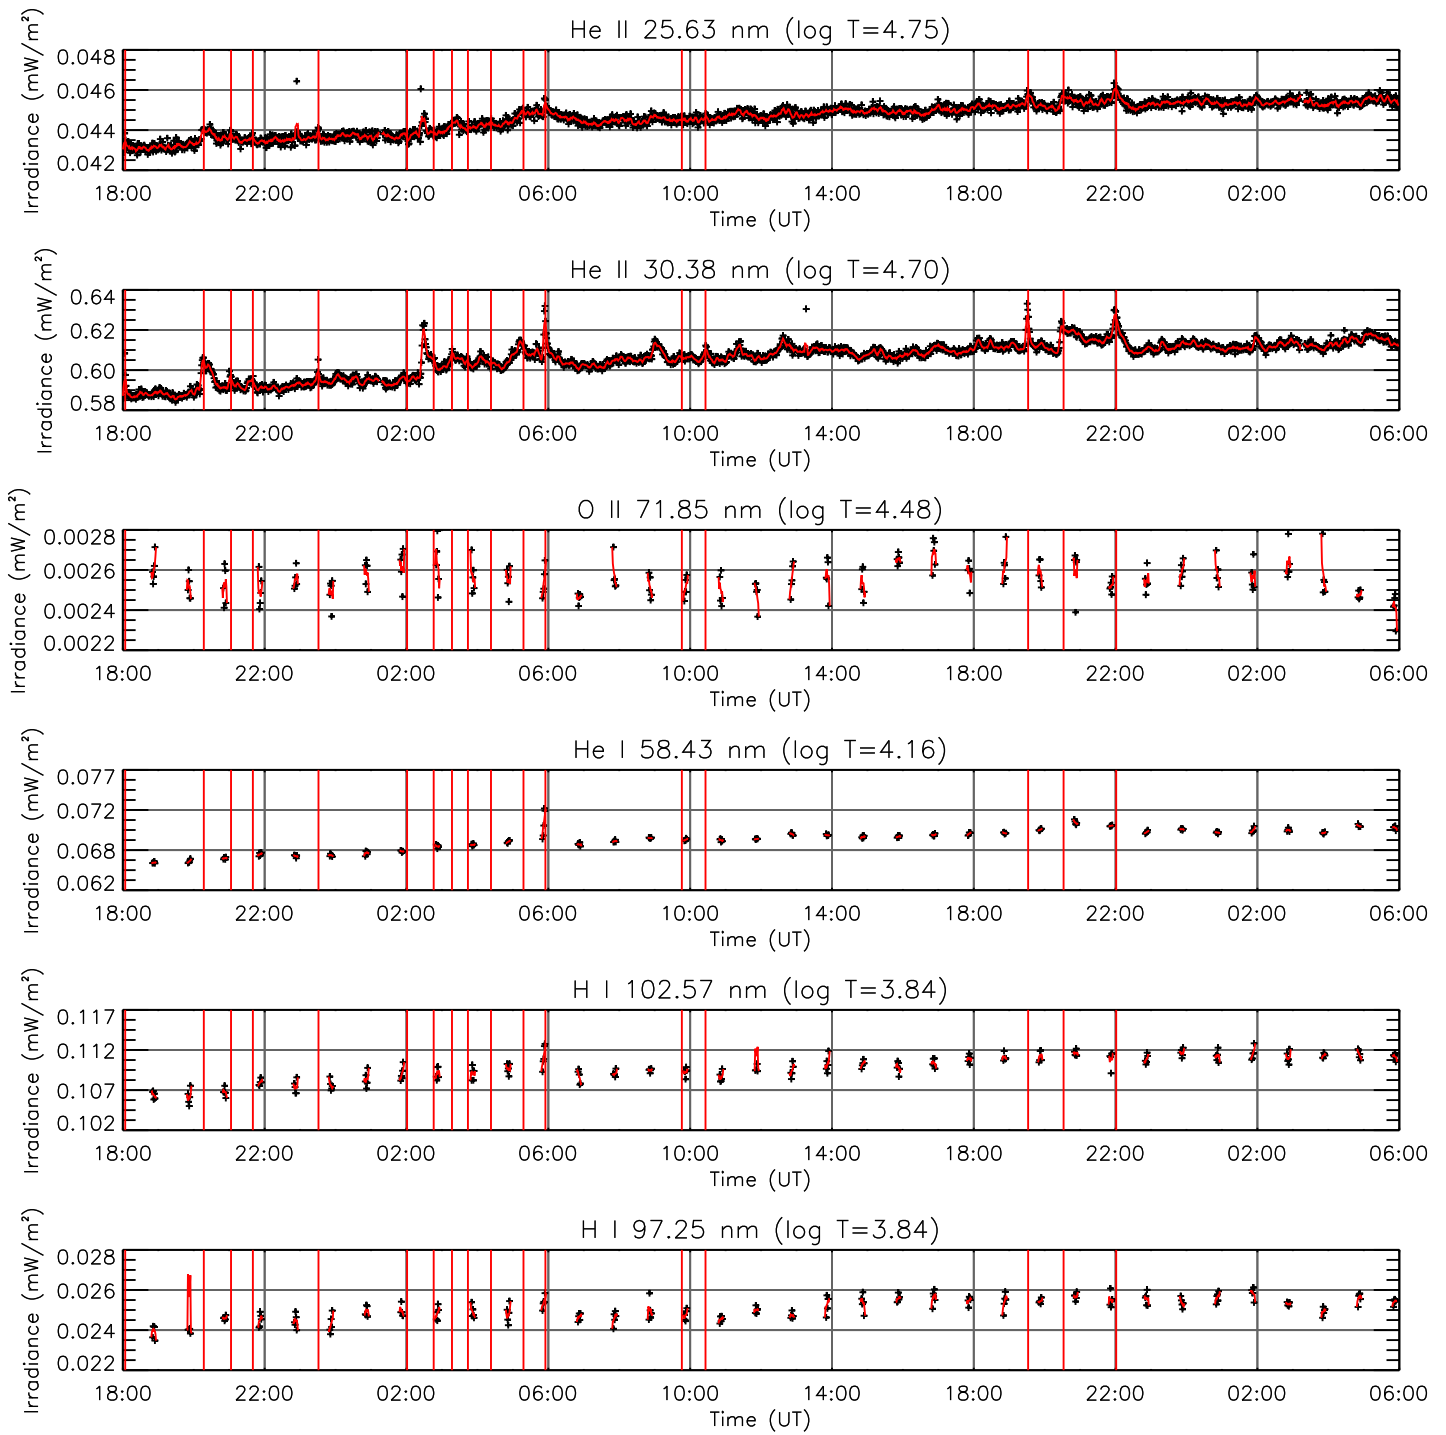 He II 25.63 nm (log T=4.75)
Irradiance (mW/m²)
0.048
0.046
0.044
0.042
18:00 22:00 02:00 06:00 10:00 14:00 18:00 22:00 02:00 06:00
Time (UT)
He II 30.38 nm (log T=4.70)
Irradiance (mW/m²)
0.64
0.62
0.60
0.58
18:00 22:00 02:00 06:00 10:00 14:00 18:00 22:00 02:00 06:00
Time (UT)
O II 71.85 nm (log T=4.48)
Irradiance (mW/m²)
0.0028
0.0026
0.0024
0.0022
18:00 22:00 02:00 06:00 10:00 14:00 18:00 22:00 02:00 06:00
Time (UT)
He I 58.43 nm (log T=4.16)
Irradiance (mW/m²)
0.077
0.072
0.068
0.062
18:00 22:00 02:00 06:00 10:00 14:00 18:00 22:00 02:00 06:00
Time (UT)
H I 102.57 nm (log T=3.84)
Irradiance (mW/m²)
0.117
0.112
0.107
0.102
18:00 22:00 02:00 06:00 10:00 14:00 18:00 22:00 02:00 06:00
Time (UT)
H I 97.25 nm (log T=3.84)
Irradiance (mW/m²)
0.028
0.026
0.024
0.022
18:00 22:00 02:00 06:00 10:00 14:00 18:00 22:00 02:00 06:00
Time (UT)